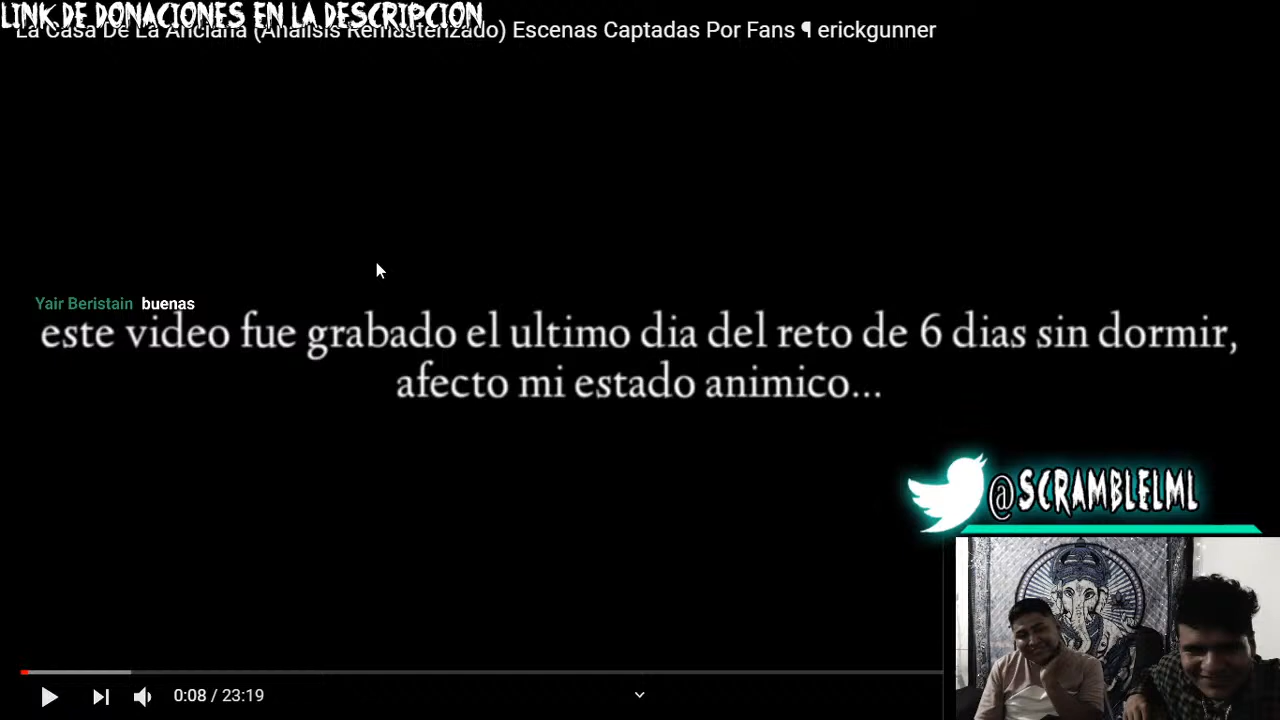 LINK DE DONACIONES EN LA DESCRIPCION
La Casa De La Anciana (Analisis Remasterizado) Escenas Captadas Por Fans ¶ erickgunner
Yair Beristain buenas
este video fue grabado el ultimo dia del reto de 6 dias sin dormir,
afecto mi estado animico...
@SCRAMBLELML
0:08 / 23:19